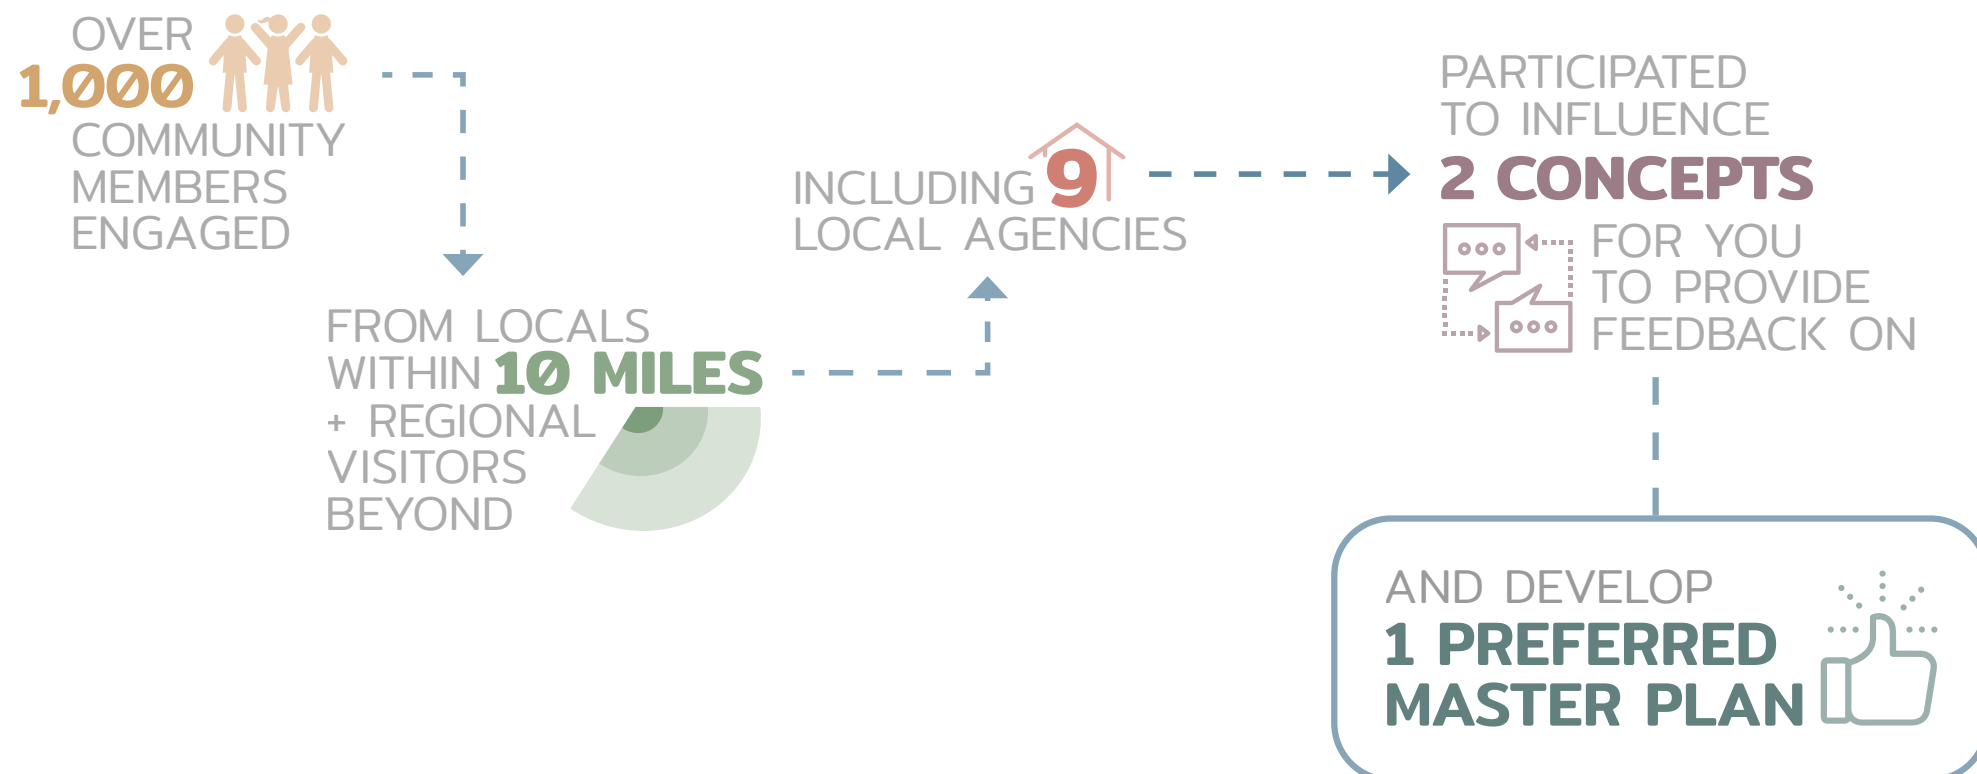 OVER
1,000
COMMUNITY
MEMBERS
ENGAGED
FROM LOCALS
WITHIN 10 MILES
+ REGIONAL
VISITORS
BEYOND
INCLUDING 9
LOCAL AGENCIES
PARTICIPATED
TO INFLUENCE
2 CONCEPTS
FOR YOU
TO PROVIDE
FEEDBACK ON
AND DEVELOP
1 PREFERRED
MASTER PLAN